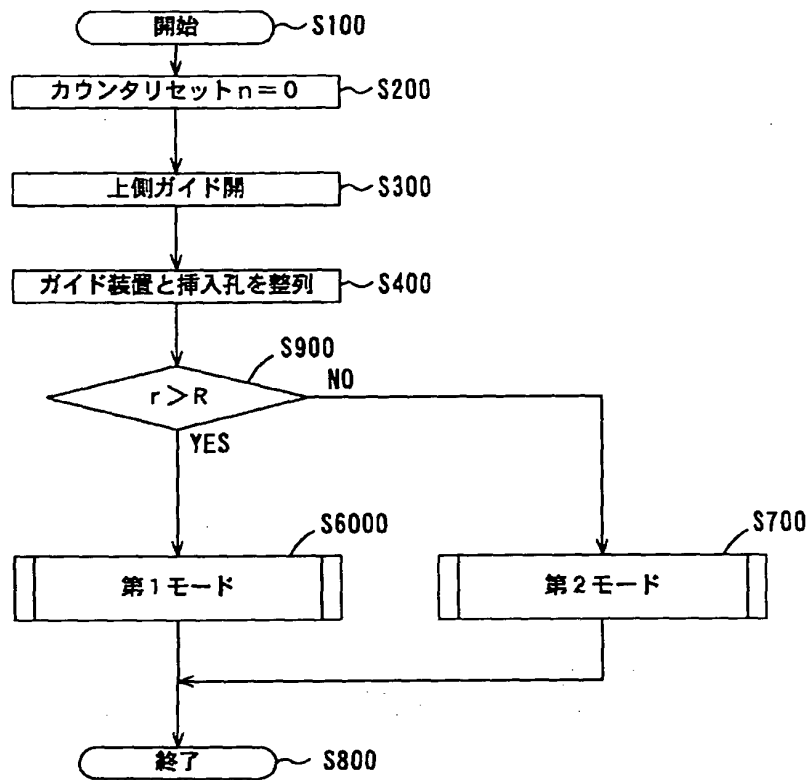 開始
S100
カウンタリセットn＝0
S200
上側ガイド開
S300
ガイド装置と挿入孔を整列
S400
S900
r＞R
NO
YES
S6000
第1モード
S700
第2モード
終了
S800